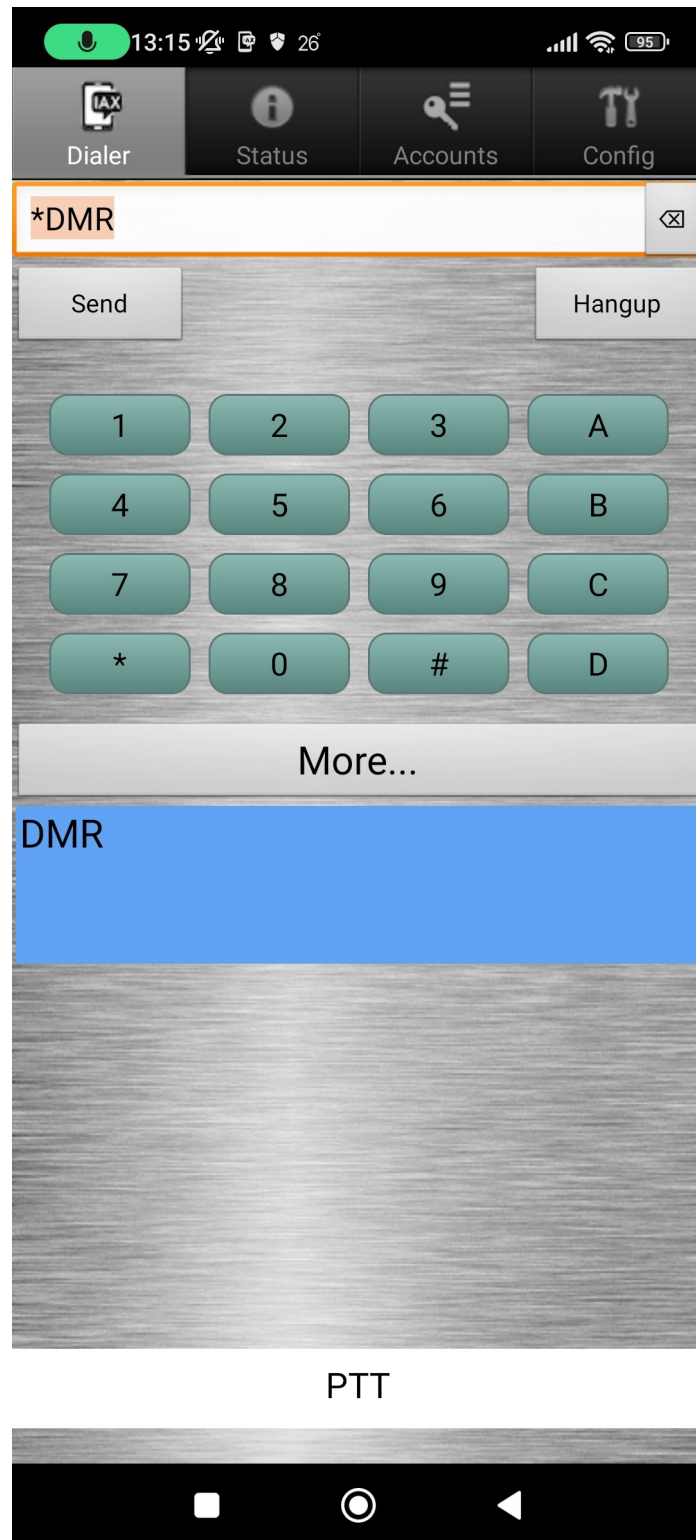 13:15 26° 95
IAX
Dialer Status Accounts Config
*DMR
Send Hangup
1 2 3 A
4 5 6 B
7 8 9 C
* 0 # D
More...
DMR
PTT